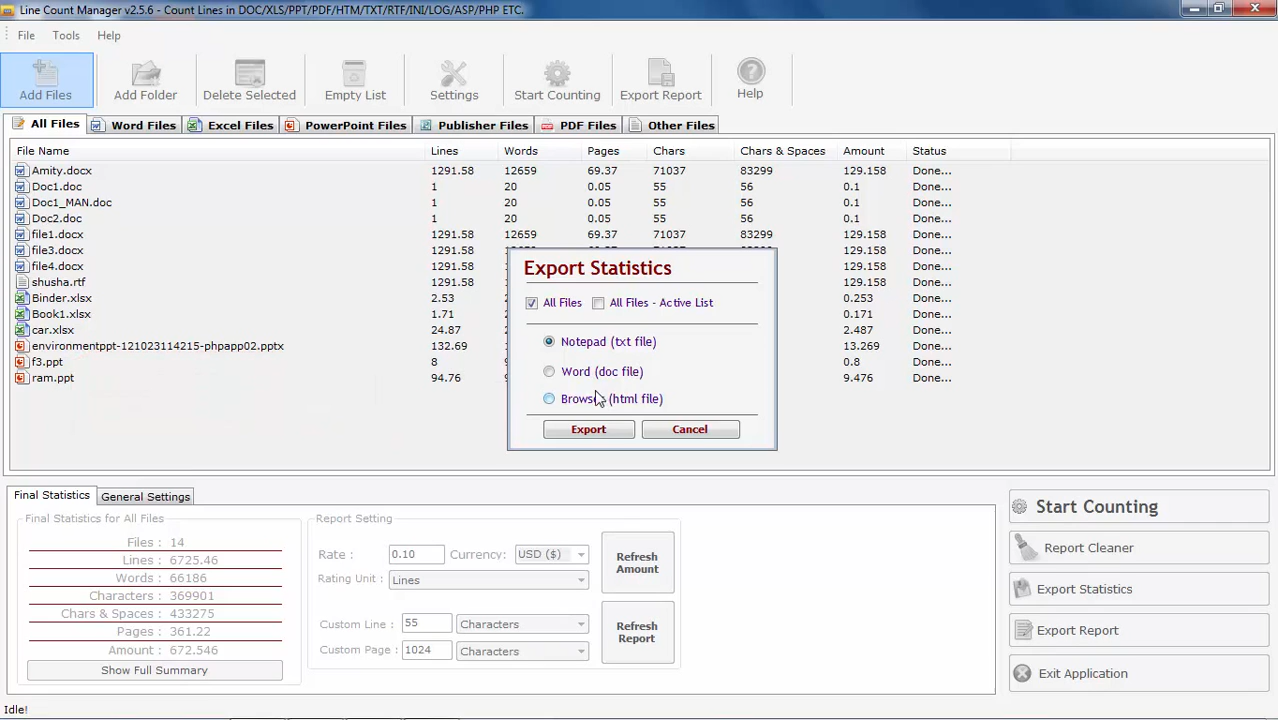 Line Count Manager v2.5.6 - Count Lines in DOC/XLS/PPT/PDF/HTM/TXT/RTF/INI/LOG/ASP/PHP ETC.
File Tools Help
Add Files Add Folder Delete Selected Empty List Settings Start Counting Export Report Help
All Files Word Files Excel Files PowerPoint Files Publisher Files PDF Files Other Files
File Name Lines Words Pages Chars Chars & Spaces Amount Status
Amity.docx 1291.58 12659 69.37 71037 83299 129.158 Done...
Doc1.doc 1 20 0.05 55 56 0.1 Done...
Doc1_MAN.doc 1 20 0.05 55 56 0.1 Done...
Doc2.doc 1 20 0.05 55 56 0.1 Done...
file1.docx 1291.58 12659 69.37 71037 83299 129.158 Done...
file3.docx 1291.58 129.158 Done...
file4.docx 1291.58 129.158 Done...
shusha.rtf 1291.58 129.158 Done...
Binder.xlsx 2.53 0.253 Done...
Book1.xlsx 1.71 0.171 Done...
car.xlsx 24.87 2.487 Done...
environmentppt-121023114215-phpapp02.pptx 132.69 13.269 Done...
f3.ppt 8 0.8 Done...
ram.ppt 94.76 9.476 Done...
Export Statistics
All Files All Files - Active List
Notepad (txt file)
Word (doc file)
(html file)
Export Cancel
Final Statistics General Settings
Final Statistics for All Files
Files : 14
Lines : 6725.46
Words : 66186
Characters : 369901
Chars & Spaces : 433275
Pages : 361.22
Amount : 672.546
Show Full Summary
Report Setting
Rate : 0.10 Currency: USD ($)
Rating Unit : Lines
Custom Line : 55 Characters
Custom Page : 1024 Characters
Refresh
Amount
Refresh
Report
Start Counting
Report Cleaner
Export Statistics
Export Report
Exit Application
Idle!